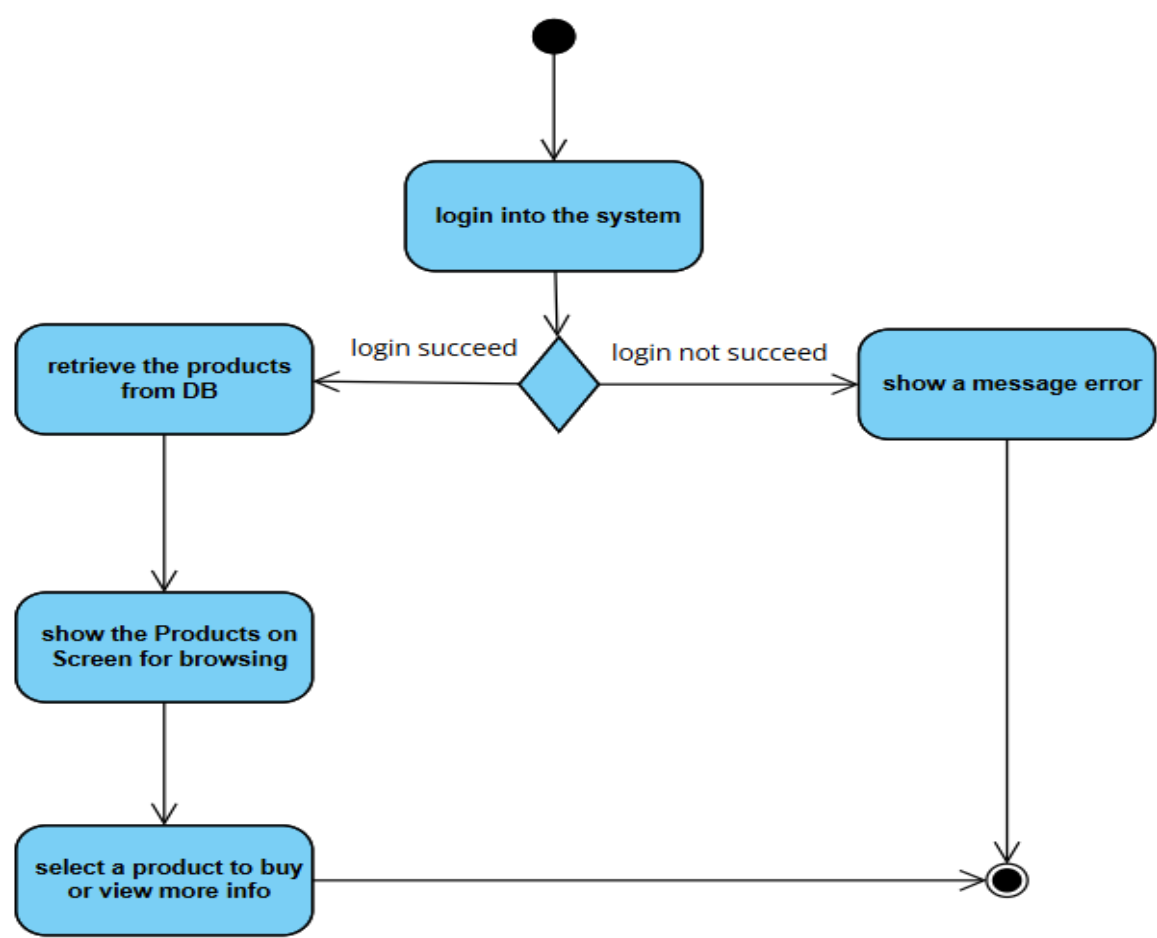 login into the system
login succeed
login not succeed
retrieve the products
from DB
show a message error
show the Products on
Screen for browsing
select a product to buy
or view more info